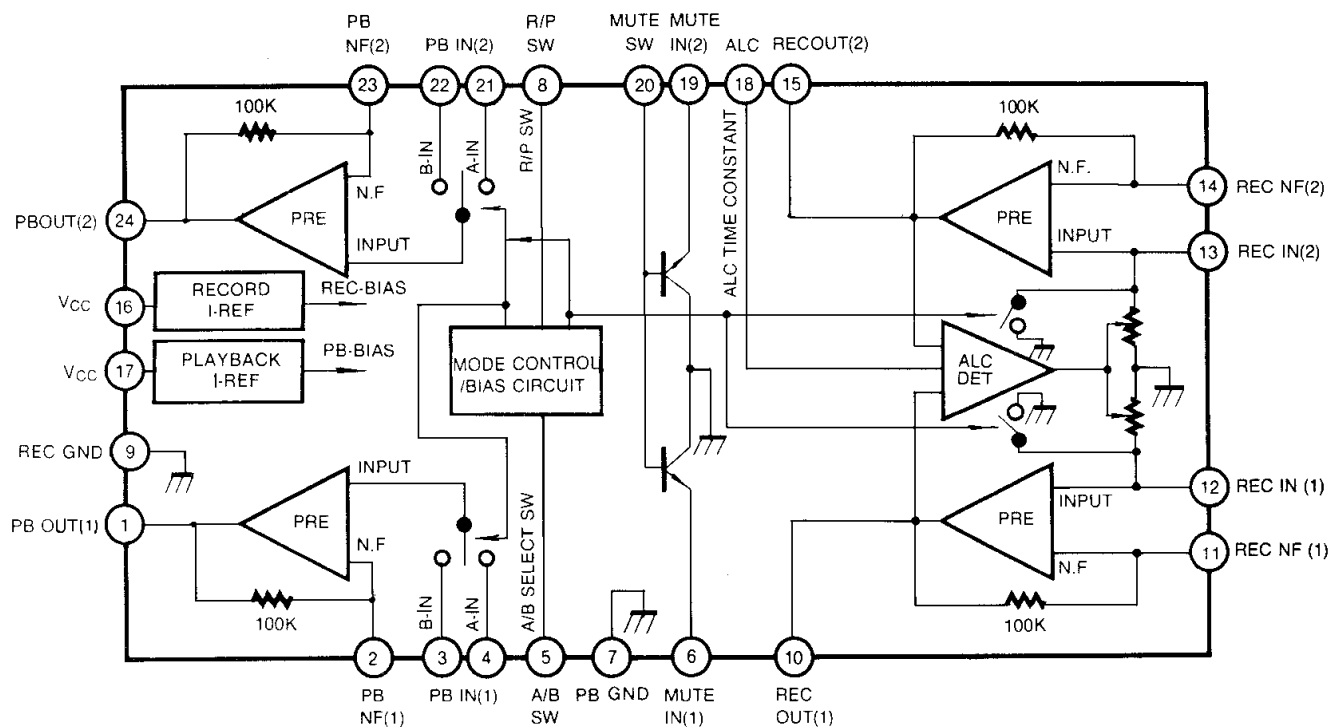 PB
NF(2)
PB IN(2)
R/P
SW
MUTE
SW
MUTE
IN(2)
ALC
RECOUT(2)
23
22
21
8
20
19
18
15
100K
B-IN
A-IN
R/P SW
ALC TIME CONSTANT
100K
N.F
PRE
INPUT
N.F.
PRE
INPUT
14
REC NF(2)
PBOUT(2)
24
13
REC IN(2)
VCC
16
RECORD
I-REF
REC-BIAS
VCC
17
PLAYBACK
I-REF
PB-BIAS
MODE CONTROL
/BIAS CIRCUIT
ALC
DET
REC GND
9
PB OUT(1)
1
INPUT
PRE
N.F
100K
B-IN
A-IN
A/B SELECT SW
PRE
INPUT
N.F
100K
12
REC IN (1)
11
REC NF (1)
2
3
4
5
7
6
10
PB
NF(1)
PB IN(1)
A/B
SW
PB GND
MUTE
IN(1)
REC
OUT(1)